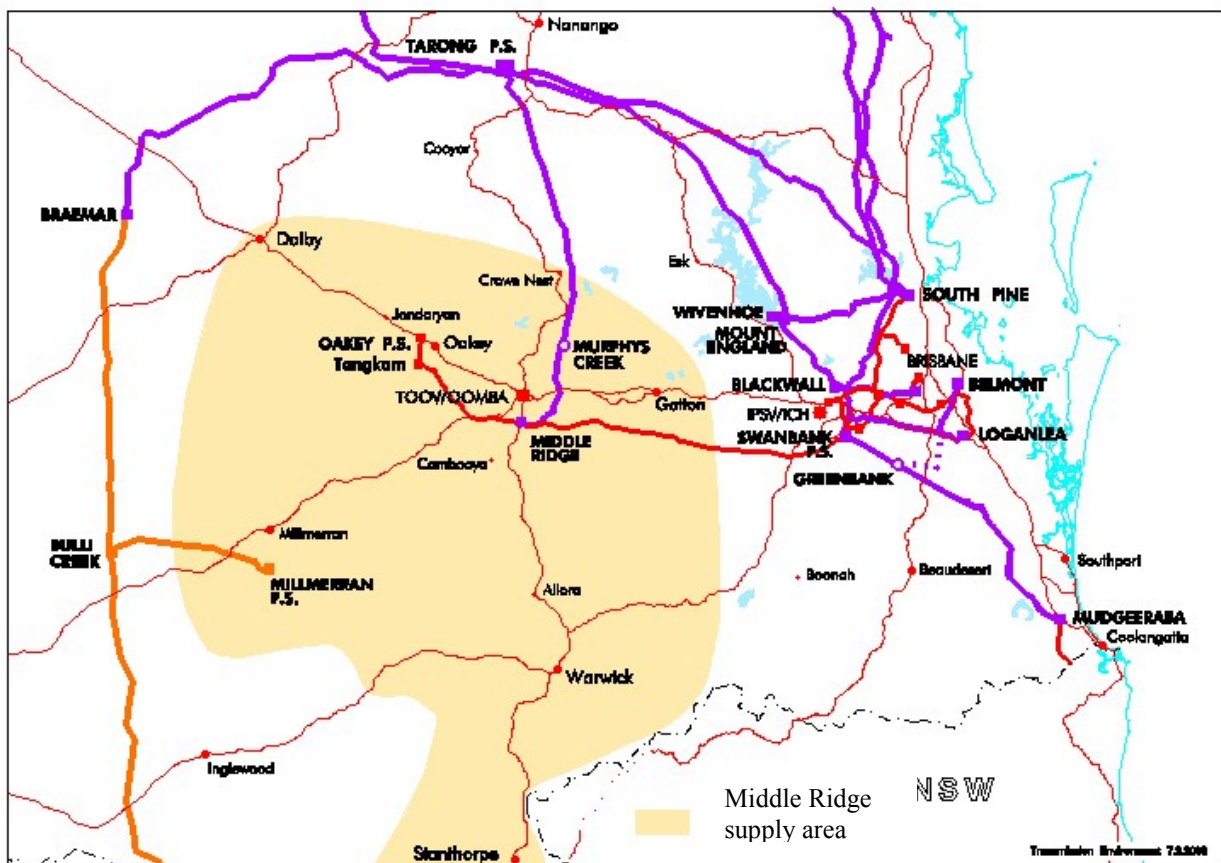 Nanango
TARONG P.S.
Cooyar
BRAEMAR
Dalby
Esk
Crows Nest
SOUTH PINE
Jondaryan
WIVENHOE
MOUNT
ENGLAND
OAKEY P.S.
Oakey
MURPHYS
CREEK
BRISBANE
Tangkam
BLACKWALL
BELMONT
TOOWOOMBA
Gatton
IPSWICH
MIDDLE
RIDGE
SWANBANK
P.S.
LOGANLEA
Cambooya
GREENBANK
Millmerran
BULLI
CREEK
MILLMERRAN
P.S.
Allora
Boonah
Beaudesert
Southport
MUDGEERABA
Coolangatta
Warwick
Inglewood
Middle Ridge
supply area
NSW
Stanthorpe